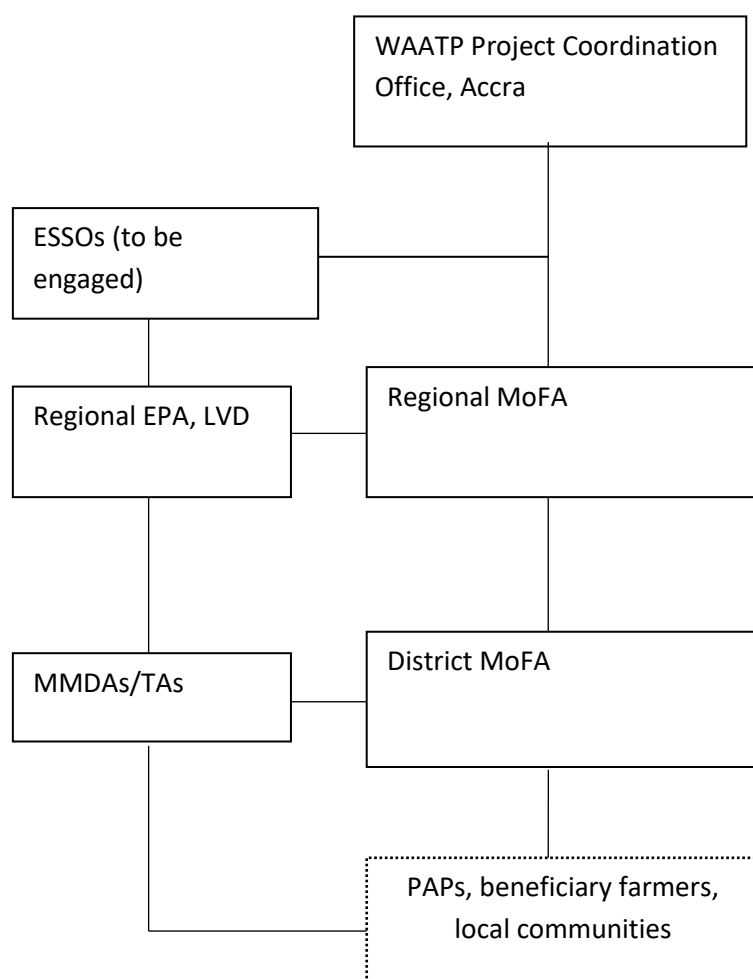 WAATP Project Coordination
Office, Accra
ESSOs (to be
engaged)
Regional EPA, LVD
Regional MoFA
MMDAs/TAs
District MoFA
PAPs, beneficiary farmers,
local communities